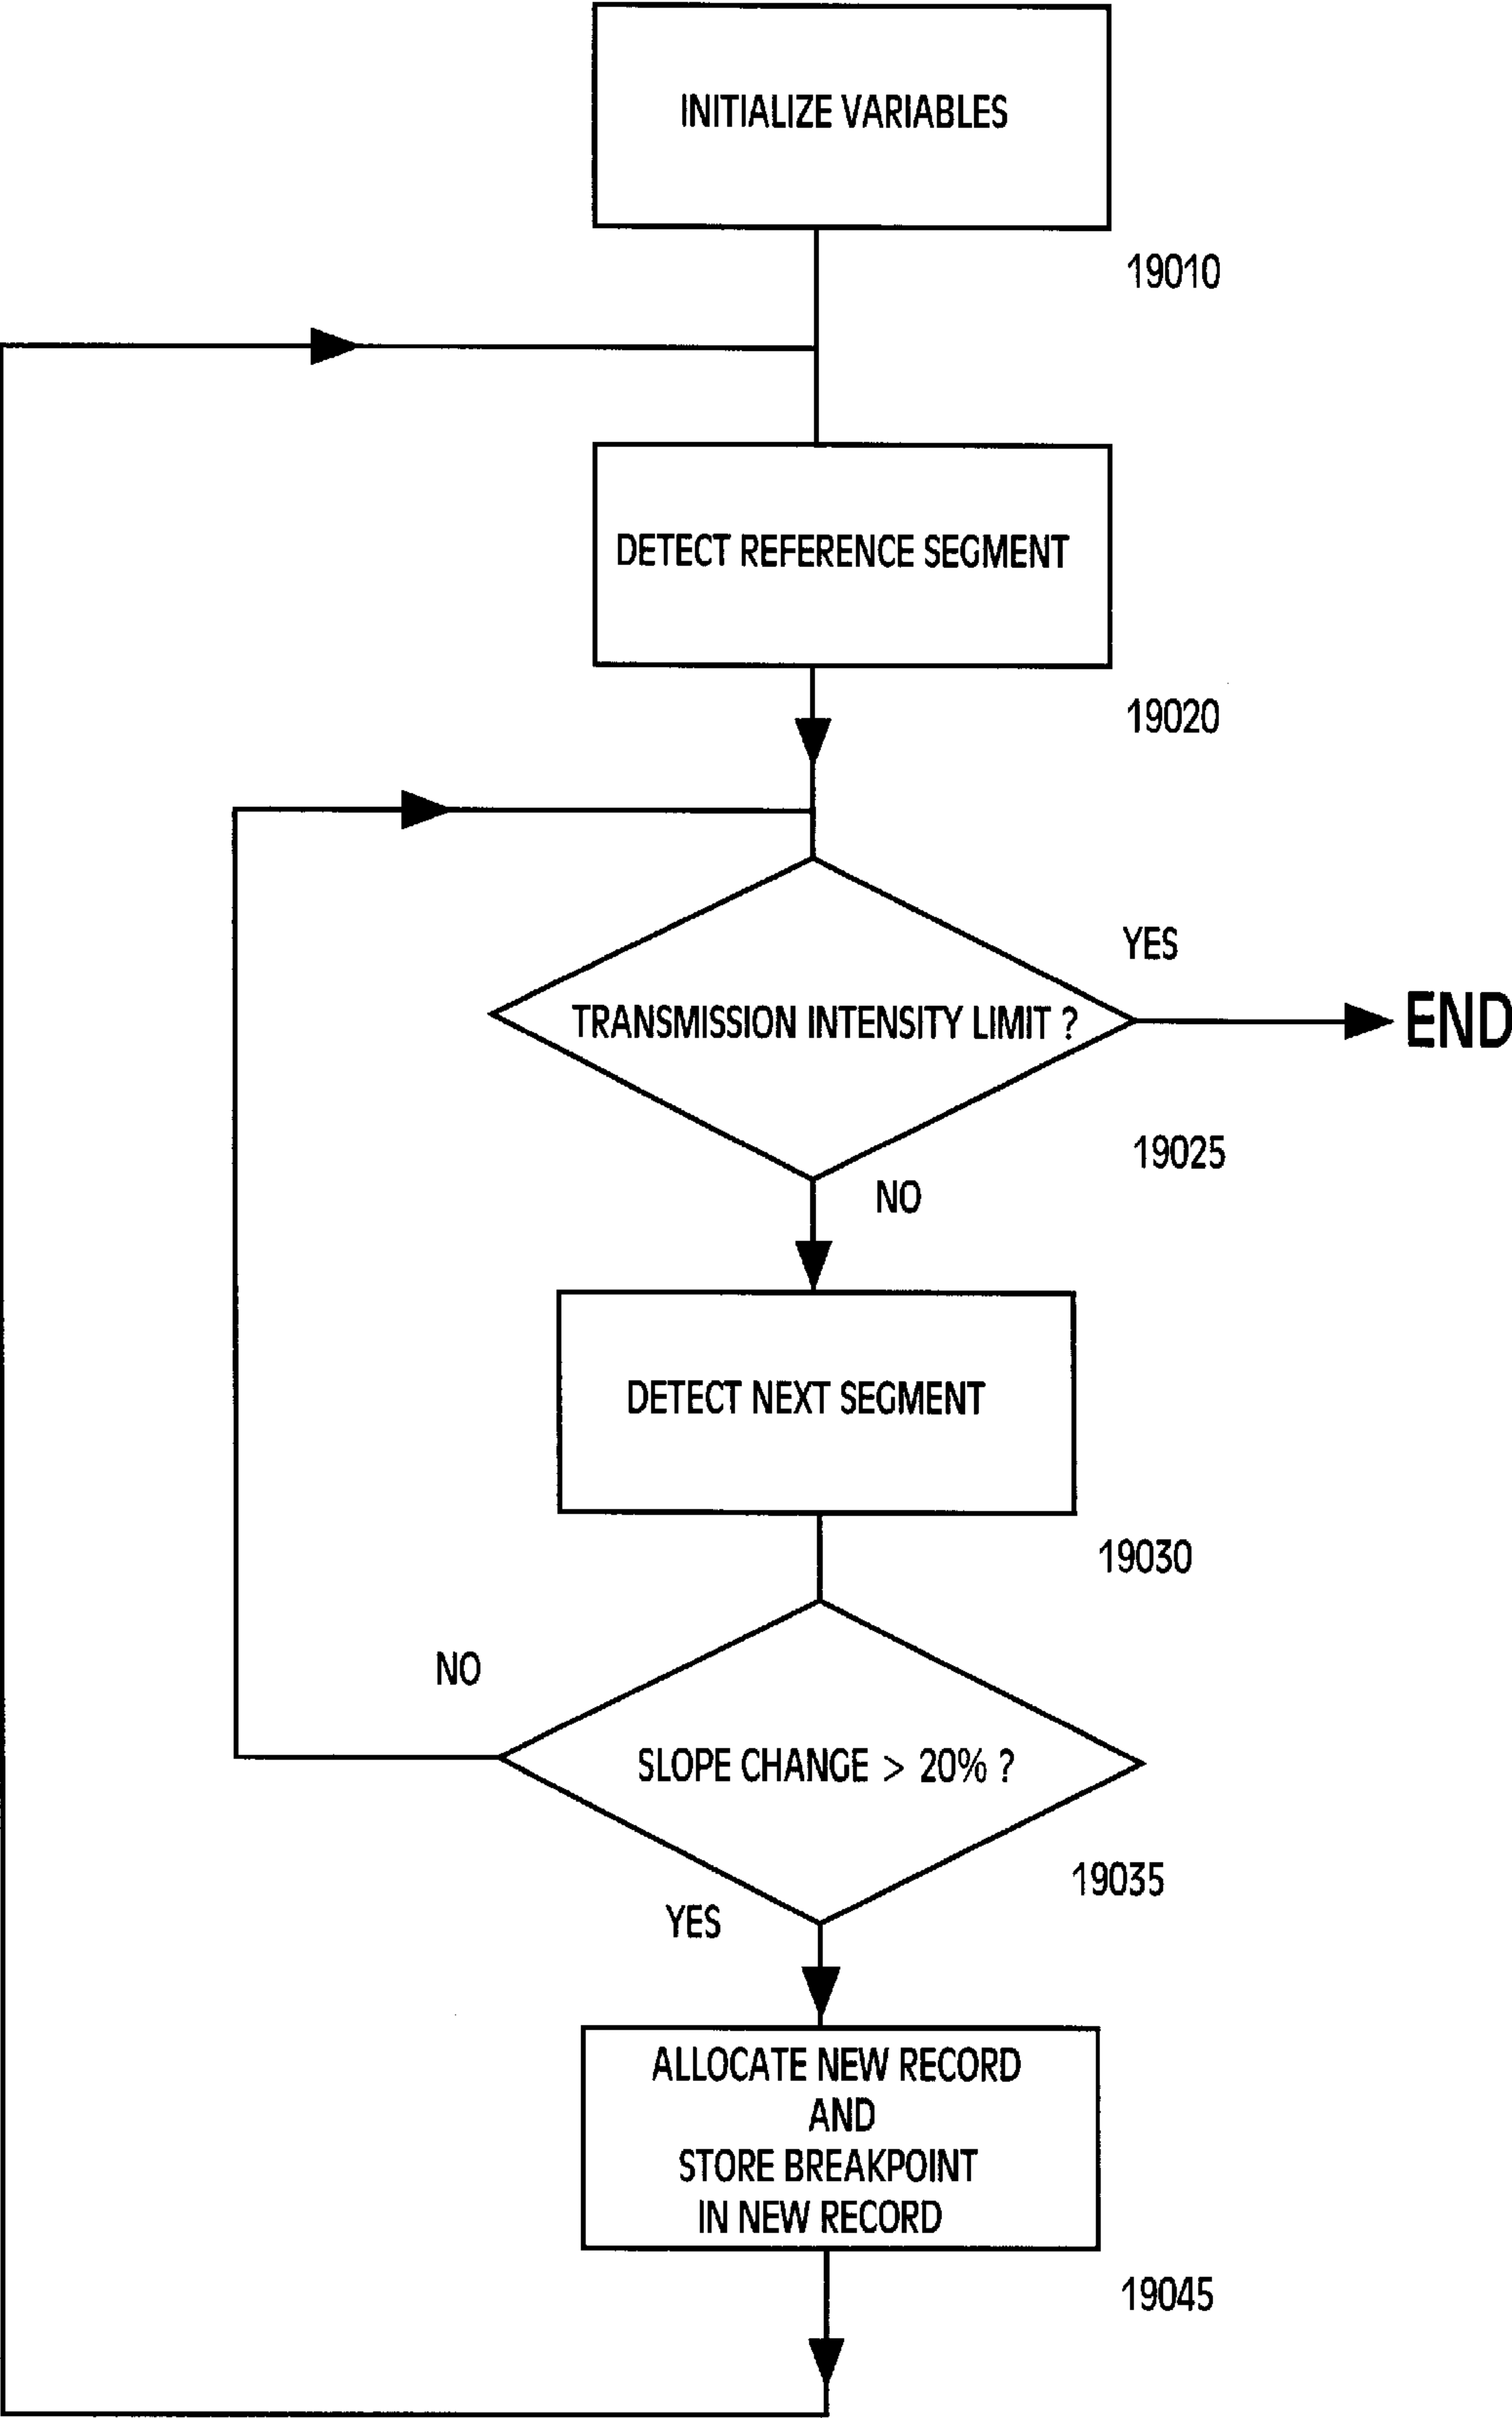 INITIALIZE VARIABLES
19010
DETECT REFERENCE SEGMENT
19020
YES
TRANSMISSION INTENSITY LIMIT ?
END
19025
NO
DETECT NEXT SEGMENT
19030
NO
SLOPE CHANGE > 20% ?
19035
YES
ALLOCATE NEW RECORD
AND
STORE BREAKPOINT
IN NEW RECORD
19045